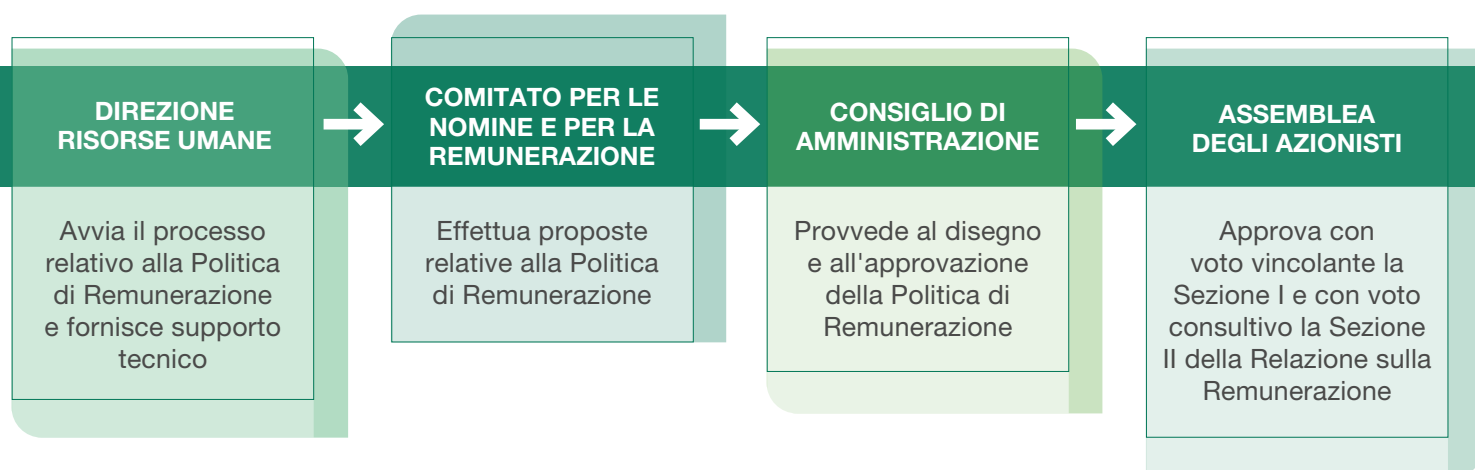 DIREZIONE
RISORSE UMANE
Avvia il processo
relativo alla Politica
di Remunerazione
e fornisce supporto
tecnico
COMITATO PER LE
NOMINE E PER LA
REMUNERAZIONE
Effettua proposte
relative alla Politica
di Remunerazione
CONSIGLIO DI
AMMINISTRAZIONE
Provvede al disegno
e all'approvazione
della Politica di
Remunerazione
ASSEMBLEA
DEGLI AZIONISTI
Approva con
voto vincolante la
Sezione I e con voto
consultivo la Sezione
II della Relazione sulla
Remunerazione